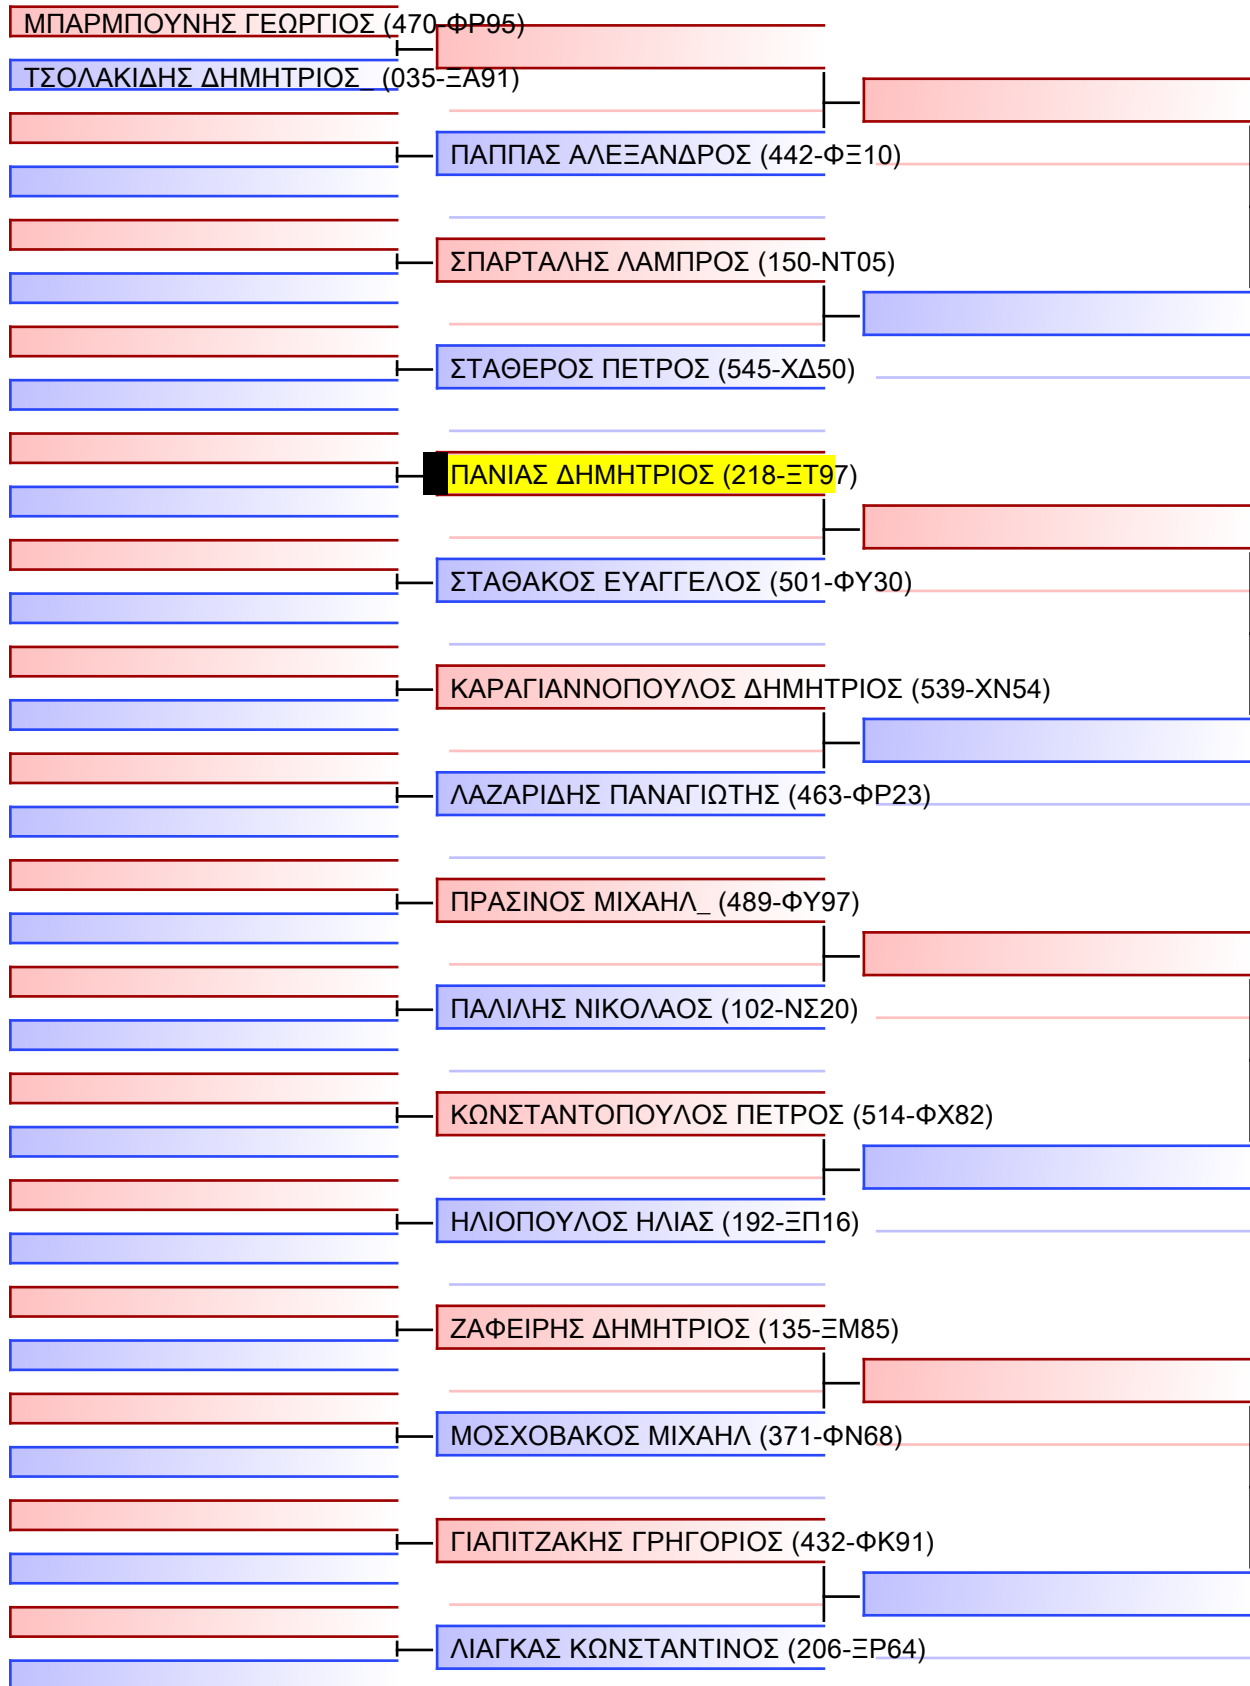 ΜΠΑΡΜΠΟΥΝΗΣ ΓΕΩΡΓΙΟΣ (470-ΦΡ95)
ΤΣΟΛΑΚΙΔΗΣ ΔΗΜΗΤΡΙΟΣ_ (035-ΞΑ91)
ΠΑΠΠΑΣ ΑΛΕΞΑΝΔΡΟΣ (442-ΦΞ10)
ΣΠΑΡΤΑΛΗΣ ΛΑΜΠΡΟΣ (150-ΝΤ05)
ΣΤΑΘΕΡΟΣ ΠΕΤΡΟΣ (545-ΧΔ50)
ΠΑΝΙΑΣ ΔΗΜΗΤΡΙΟΣ (218-ΞΤ97)
ΣΤΑΘΑΚΟΣ ΕΥΑΓΓΕΛΟΣ (501-ΦΥ30)
ΚΑΡΑΓΙΑΝΝΟΠΟΥΛΟΣ ΔΗΜΗΤΡΙΟΣ (539-ΧΝ54)
ΛΑΖΑΡΙΔΗΣ ΠΑΝΑΓΙΩΤΗΣ (463-ΦΡ23)
ΠΡΑΣΙΝΟΣ ΜΙΧΑΗΛ_ (489-ΦΥ97)
ΠΑΛΙΛΗΣ ΝΙΚΟΛΑΟΣ (102-ΝΣ20)
ΚΩΝΣΤΑΝΤΟΠΟΥΛΟΣ ΠΕΤΡΟΣ (514-ΦΧ82)
ΗΛΙΟΠΟΥΛΟΣ ΗΛΙΑΣ (192-ΞΠ16)
ΖΑΦΕΙΡΗΣ ΔΗΜΗΤΡΙΟΣ (135-ΞΜ85)
ΜΟΣΧΟΒΑΚΟΣ ΜΙΧΑΗΛ (371-ΦΝ68)
ΓΙΑΠΙΤΖΑΚΗΣ ΓΡΗΓΟΡΙΟΣ (432-ΦΚ91)
ΛΙΑΓΚΑΣ ΚΩΝΣΤΑΝΤΙΝΟΣ (206-ΞΡ64)